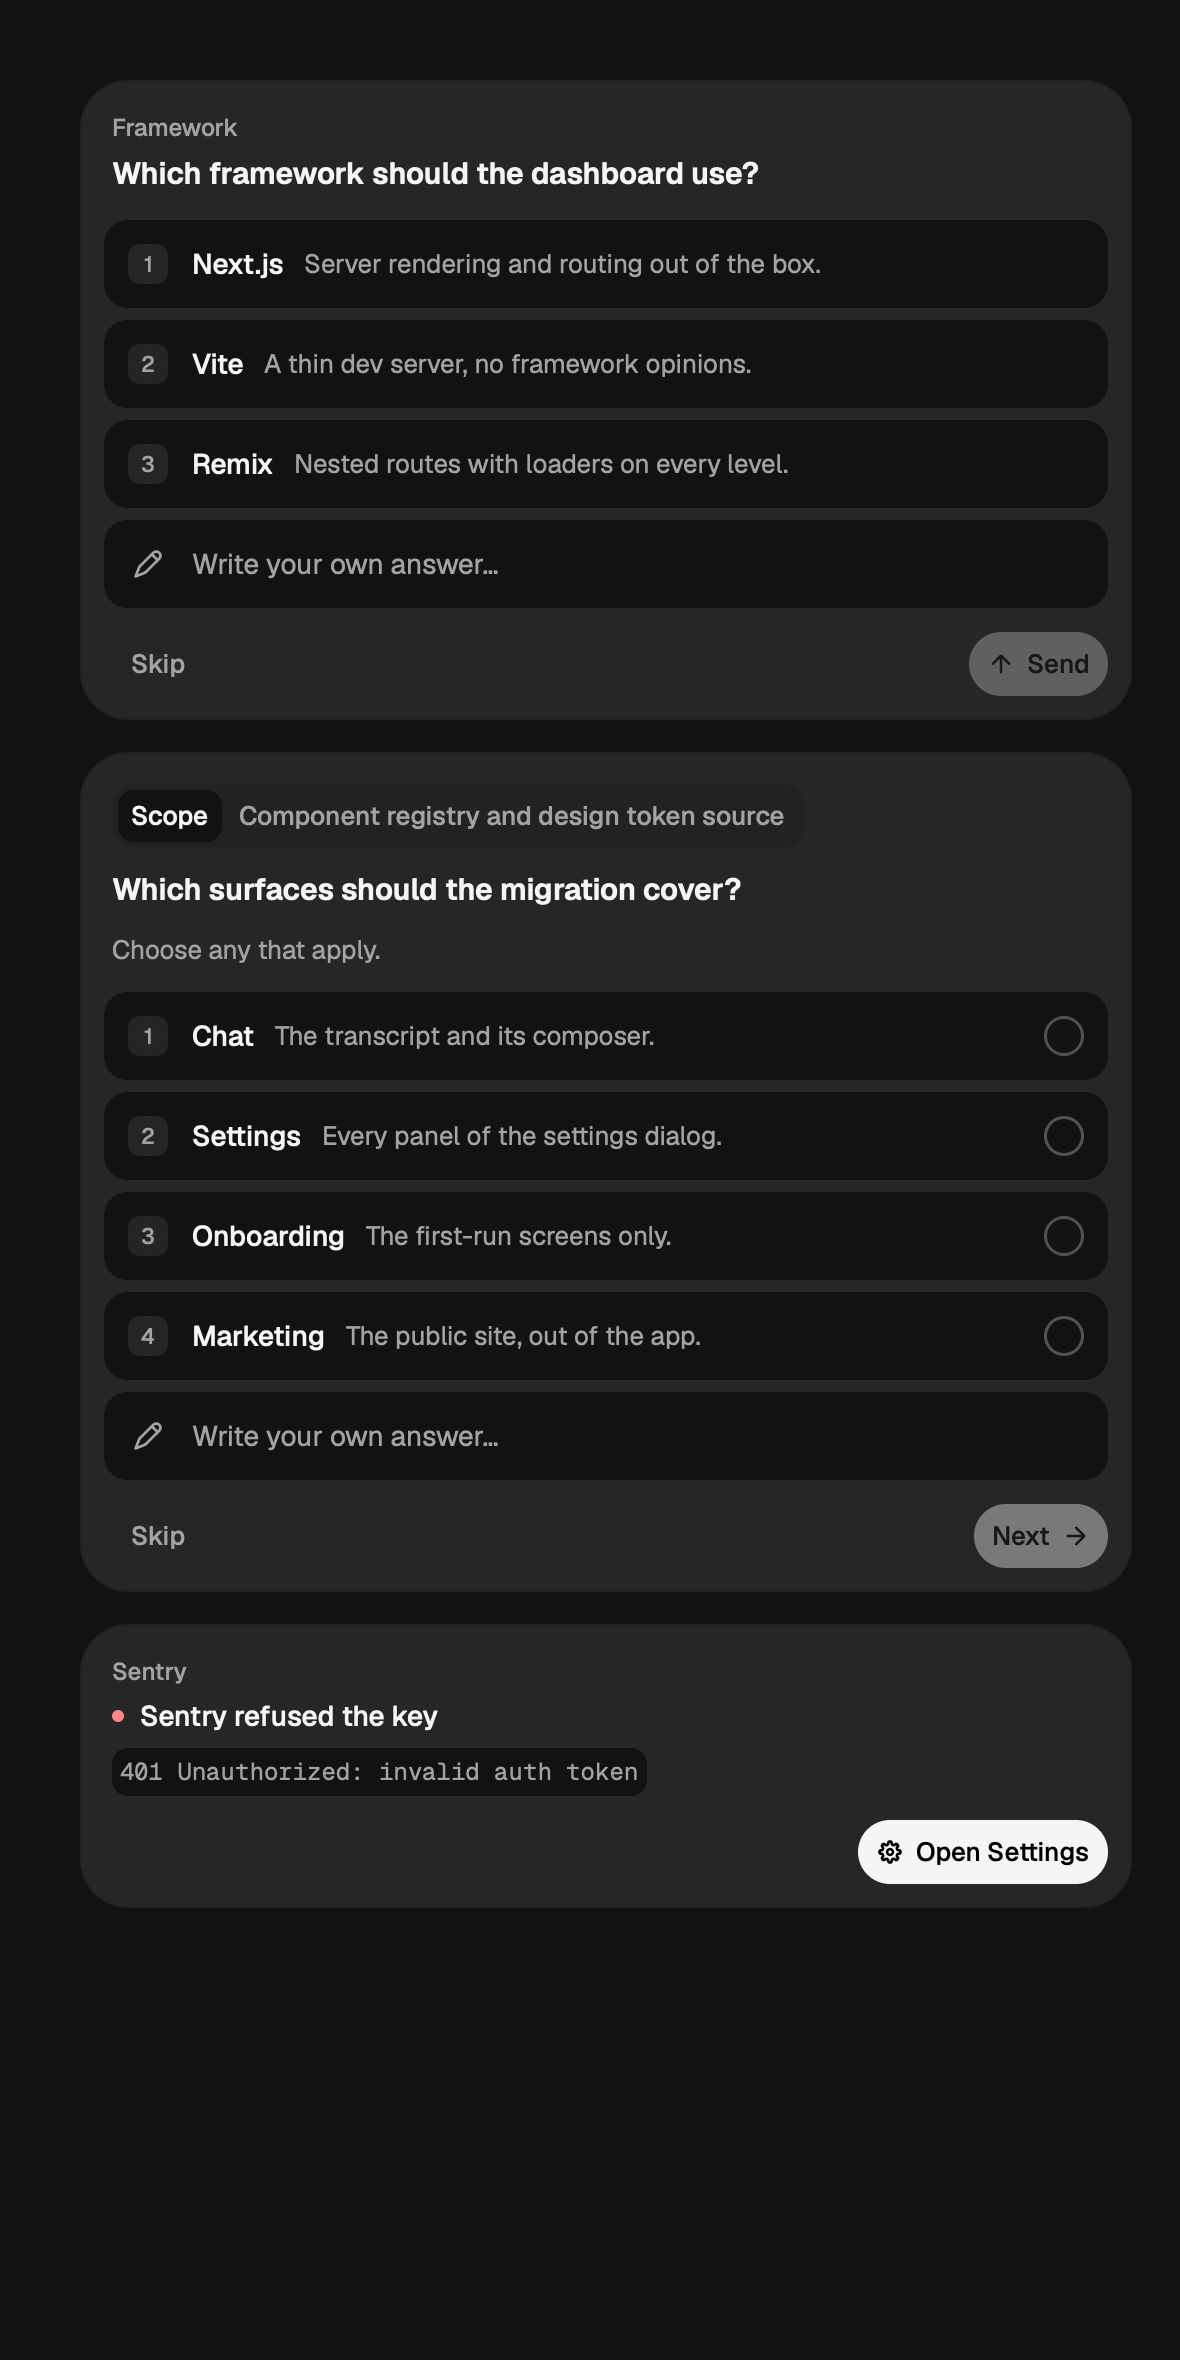 Framework
Which framework should the dashboard use?
1 Next.js Server rendering and routing out of the box.
2 Vite A thin dev server, no framework opinions.
3 Remix Nested routes with loaders on every level.
Write your own answer...
Skip Send
Scope Component registry and design token source
Which surfaces should the migration cover?
Choose any that apply.
1 Chat The transcript and its composer.
2 Settings Every panel of the settings dialog.
3 Onboarding The first-run screens only.
4 Marketing The public site, out of the app.
Write your own answer...
Skip Next
Sentry
Sentry refused the key
401 Unauthorized: invalid auth token
Open Settings